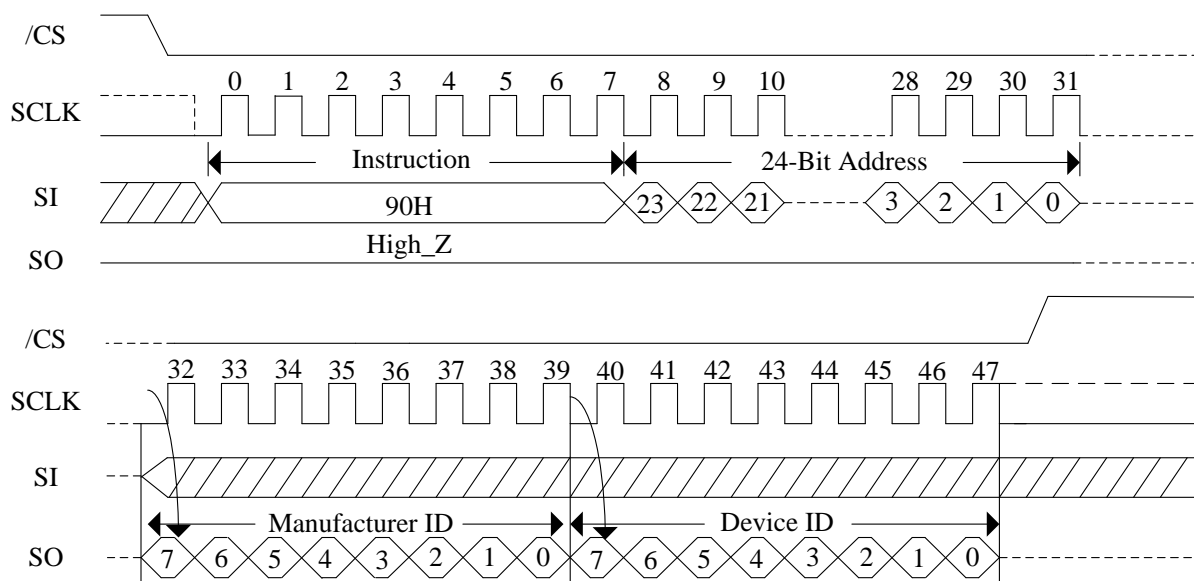 /CS
0 1 2 3 4 5 6 7 8 9 10 28 29 30 31
SCLK
Instruction 24-Bit Address
SI 90H 23 22 21 3 2 1 0
High_Z
SO
/CS
32 33 34 35 36 37 38 39 40 41 42 43 44 45 46 47
SCLK
SI
Manufacturer ID Device ID
SO 7 6 5 4 3 2 1 0 7 6 5 4 3 2 1 0